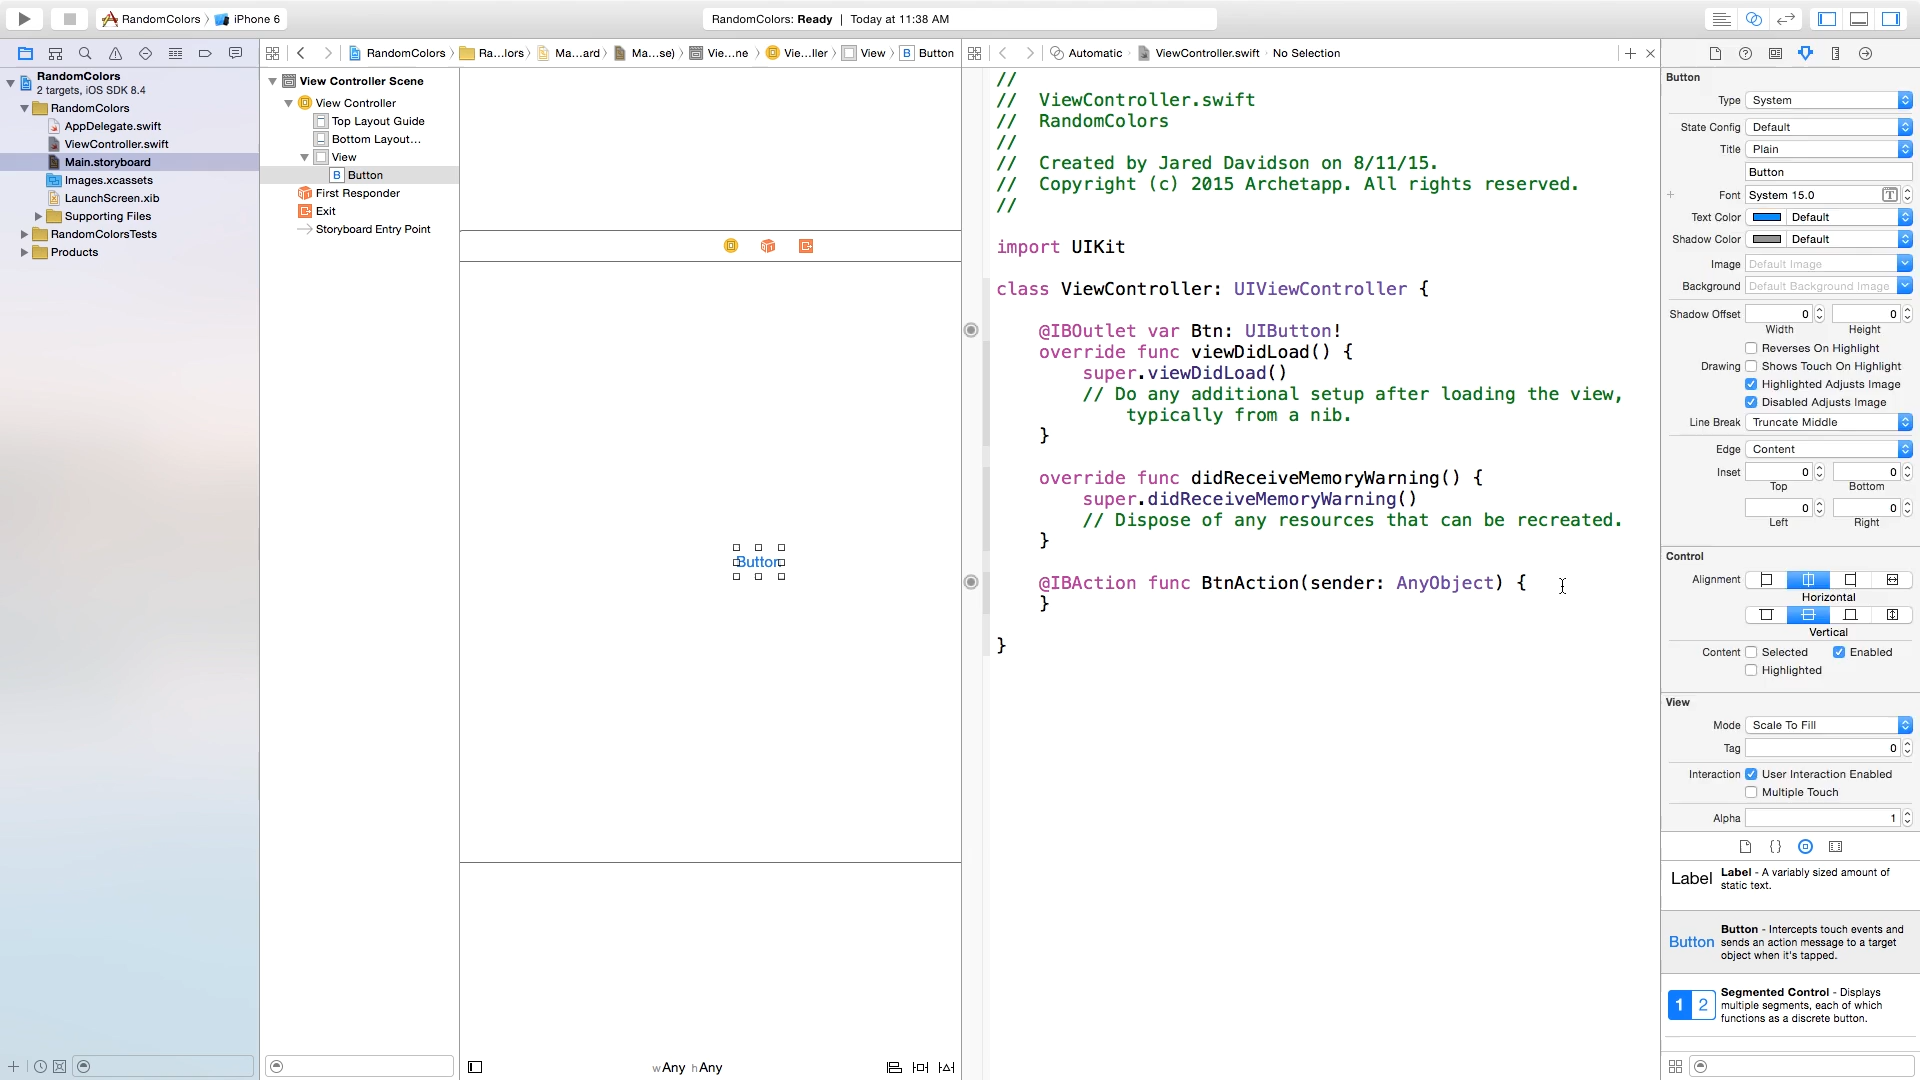 RandomColors
iPhone 6
RandomColors: Ready | Today at 11:38 AM
RandomColors
Ra...lors
Ma...ard
Ma...se)
Vie...ne
Vie...ller
View
B Button
Automatic
ViewController.swift
No Selection
RandomColors
2 targets, iOS SDK 8.4
RandomColors
AppDelegate.swift
ViewController.swift
Main.storyboard
Images.xcassets
LaunchScreen.xib
Supporting Files
RandomColorsTests
Products
View Controller Scene
View Controller
Top Layout Guide
Bottom Layout...
View
B Button
First Responder
Exit
Storyboard Entry Point
Button
wAny hAny
//
// ViewController.swift
// RandomColors
//
// Created by Jared Davidson on 8/11/15.
// Copyright (c) 2015 Archetapp. All rights reserved.
//
import UIKit
class ViewController: UIViewController {
@IBOutlet var Btn: UIButton!
override func viewDidLoad() {
super.viewDidLoad()
// Do any additional setup after loading the view,
typically from a nib.
}
override func didReceiveMemoryWarning() {
super.didReceiveMemoryWarning()
// Dispose of any resources that can be recreated.
}
@IBAction func BtnAction(sender: AnyObject) {
}
}
Button
Type System
State Config Default
Title Plain
Button
Font System 15.0
Text Color Default
Shadow Color Default
Image Default Image
Background Default Background Image
Shadow Offset 0 0
Width Height
Reverses On Highlight
Drawing Shows Touch On Highlight
Highlighted Adjusts Image
Disabled Adjusts Image
Line Break Truncate Middle
Edge Content
Inset 0 0
Top Bottom
0 0
Left Right
Control
Alignment
Horizontal
Vertical
Content Selected Enabled
Highlighted
View
Mode Scale To Fill
Tag 0
Interaction User Interaction Enabled
Multiple Touch
Alpha 1
{}
Label Label - A variably sized amount of
static text.
Button Button - Intercepts touch events and
sends an action message to a target
object when it's tapped.
1 2 Segmented Control - Displays
multiple segments, each of which
functions as a discrete button.